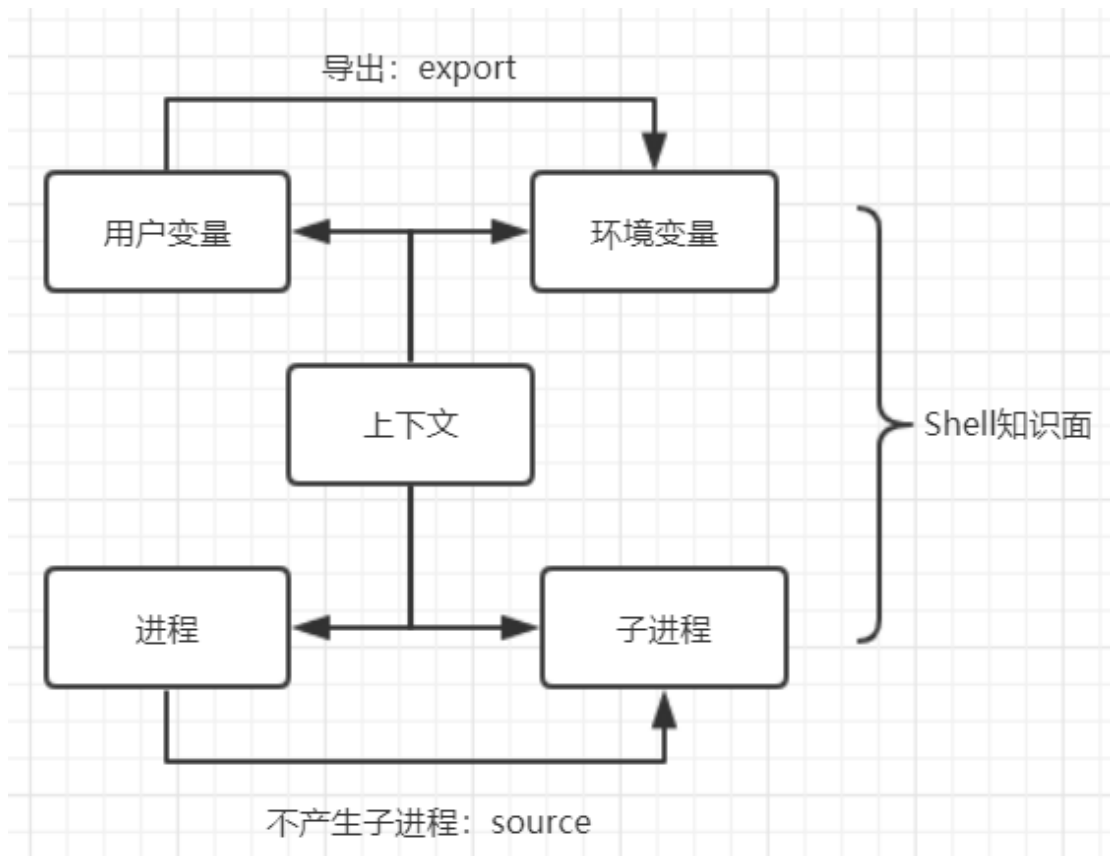 导出：export
用户变量
环境变量
上下文
Shell知识面
进程
子进程
不产生子进程：source